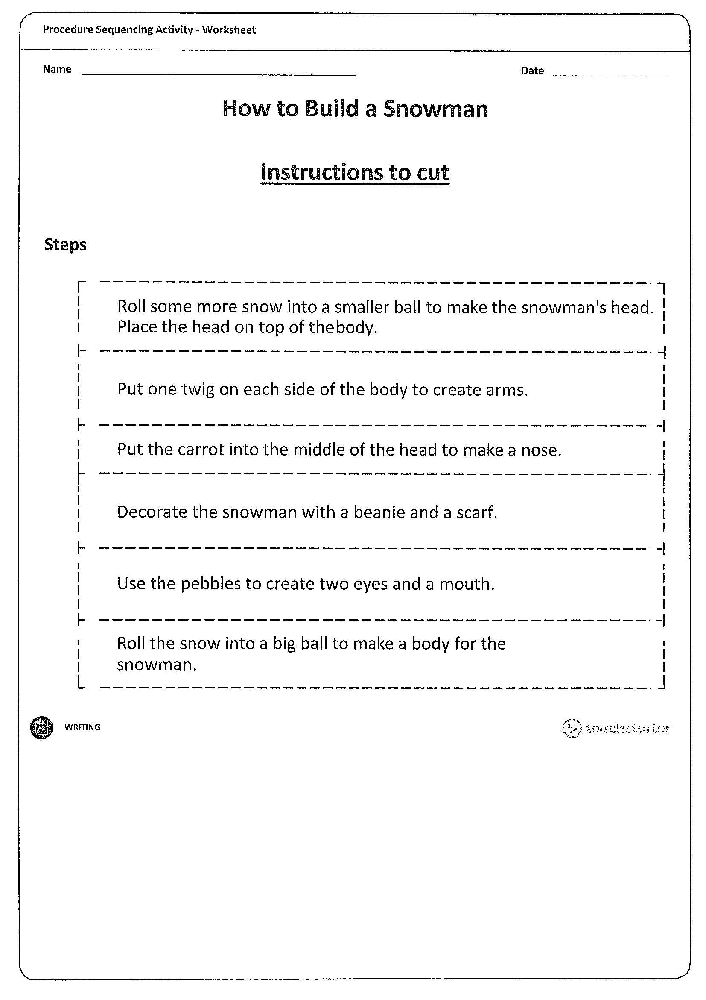 Procedure Sequencing Activity - Worksheet
Name
Date
How to Build a Snowman
Instructions to cut
Steps
Roll some more snow into a smaller ball to make the snowman's head.
Place the head on top of thebody.
Put one twig on each side of the body to create arms.
Put the carrot into the middle of the head to make a nose.
Decorate the snowman with a beanie and a scarf.
Use the pebbles to create two eyes and a mouth.
Roll the snow into a big ball to make a body for the
snowman.
WRITING
teachstarter